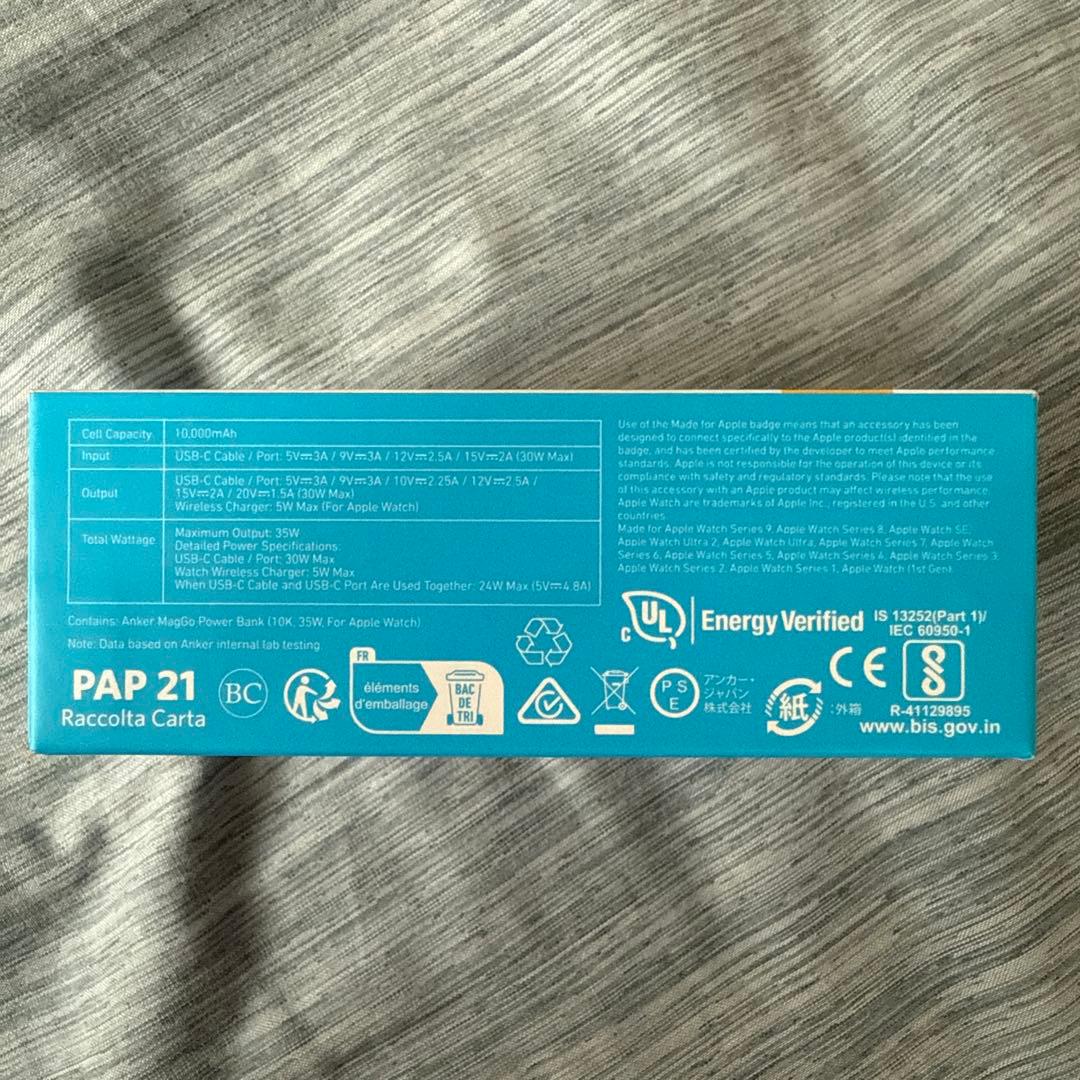 Cell Capacity 10,000mAh
Input USB-C Cable / Port: 5V⎓3A / 9V⎓3A / 12V⎓2.5A / 15V⎓2A (30W Max)
Output USB-C Cable / Port: 5V⎓3A / 9V⎓3A / 10V⎓2.25A / 12V⎓2.5A /
15V⎓2A / 20V⎓1.5A (30W Max)
Wireless Charger: 5W Max (For Apple Watch)
Total Wattage Maximum Output: 35W
Detailed Power Specifications:
USB-C Cable / Port: 30W Max
Watch Wireless Charger: 5W Max
When USB-C Cable and USB-C Port Are Used Together: 24W Max (5V⎓4.8A)
Contains: Anker MagGo Power Bank (10K, 35W, For Apple Watch)
Note: Data based on Anker internal lab testing
Use of the Made for Apple badge means that an accessory has been
designed to connect specifically to the Apple product(s) identified in the
badge, and has been certified by the developer to meet Apple performance
standards. Apple is not responsible for the operation of this device or its
compliance with safety and regulatory standards. Please note that the use
of this accessory with an Apple product may affect wireless performance.
Apple Watch are trademarks of Apple Inc., registered in the U.S. and other
countries.
Made for Apple Watch Series 9, Apple Watch Series 8, Apple Watch SE,
Apple Watch Ultra 2, Apple Watch Ultra, Apple Watch Series 7, Apple Watch
Series 6, Apple Watch Series 5, Apple Watch Series 4, Apple Watch Series 3,
Apple Watch Series 2, Apple Watch Series 1, Apple Watch (1st Gen).
C UL Energy Verified
IS 13252(Part 1)/
IEC 60950-1
PAP 21
Raccolta Carta
BC
FR
éléments
d'emballage
BAC
DE
TRI
PS
E
アンカー・
ジャパン
株式会社
紙 :外箱
CE
R-41129895
www.bis.gov.in